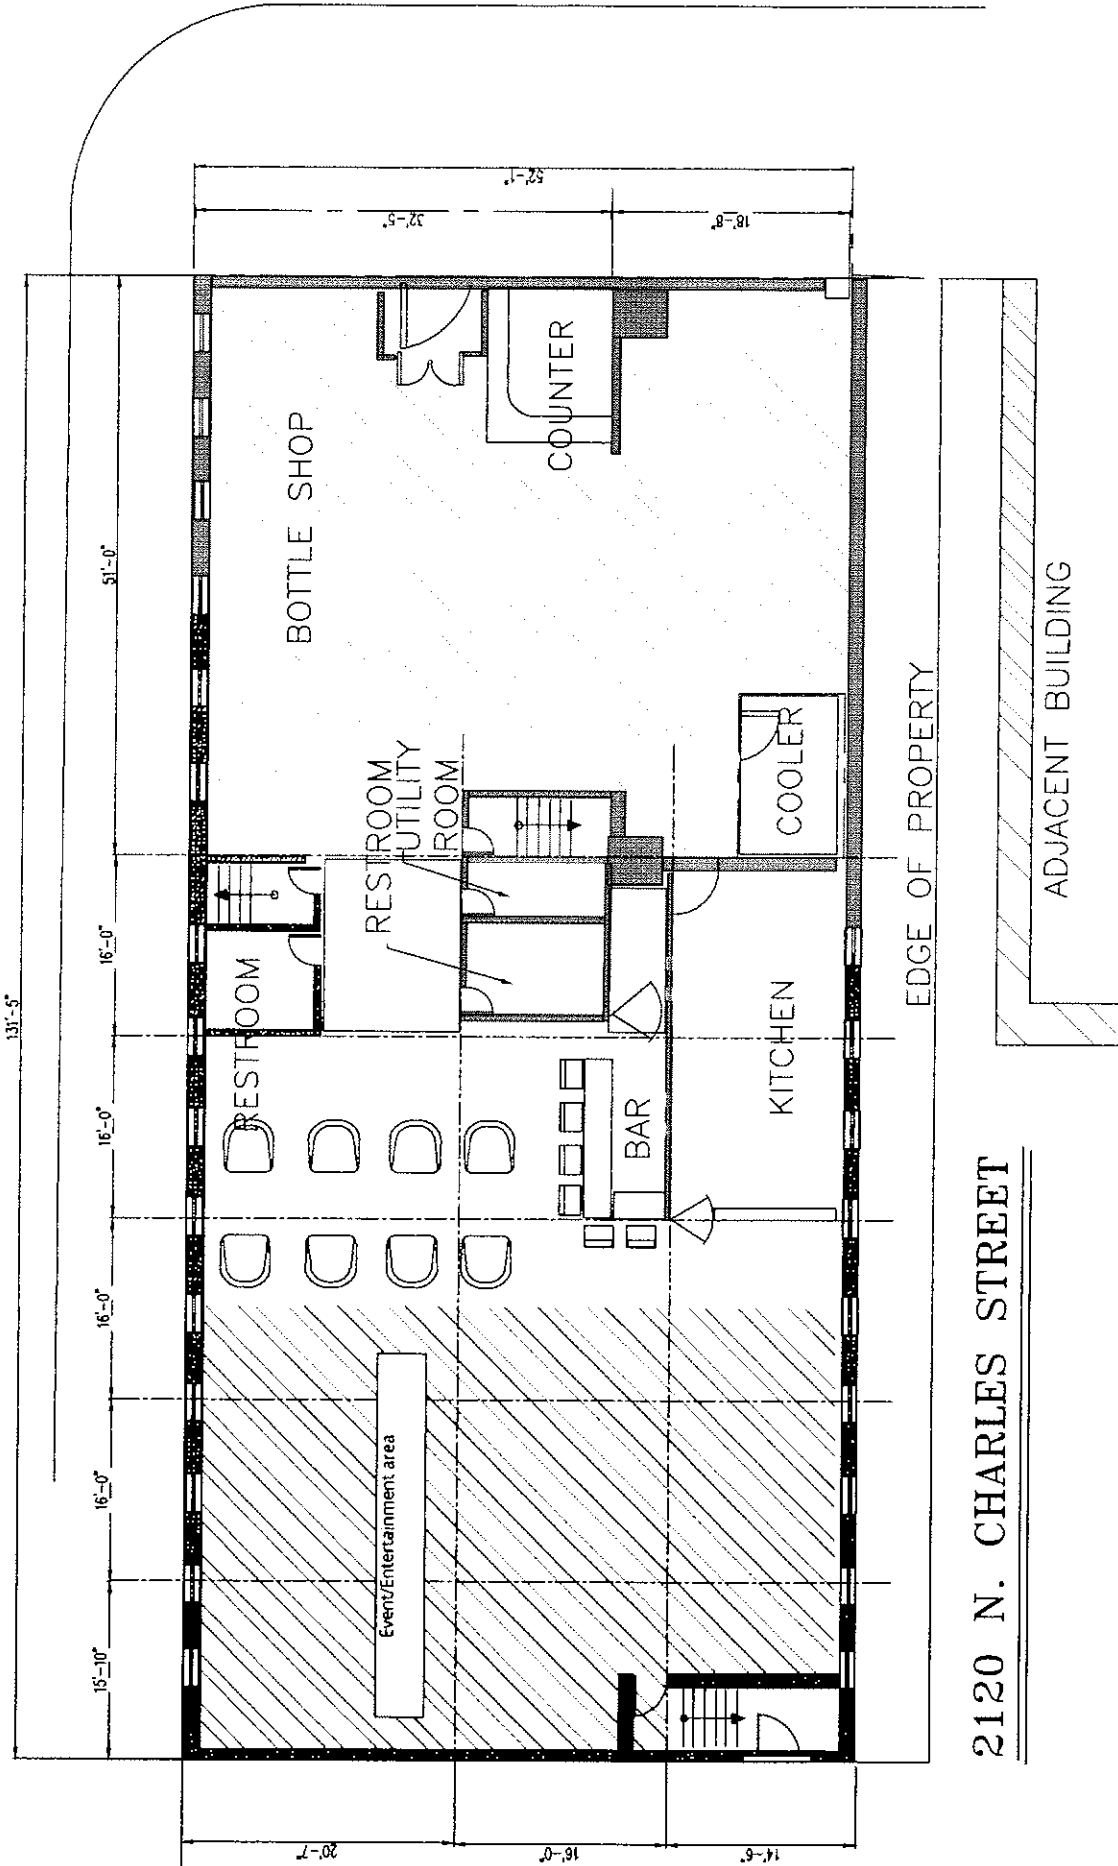 131'-5"
51'-0"
16'-0"
16'-0"
16'-0"
16'-0"
15'-10"
52'-1"
32'-5"
18'-8"
BOTTLE SHOP
COUNTER
RESTROOM
UTILITY
ROOM
COOLER
RESTROOM
BAR
KITCHEN
Event/Entertainment area
20'-7"
16'-0"
14'-6"
EDGE OF PROPERTY
ADJACENT BUILDING
2120 N. CHARLES STREET